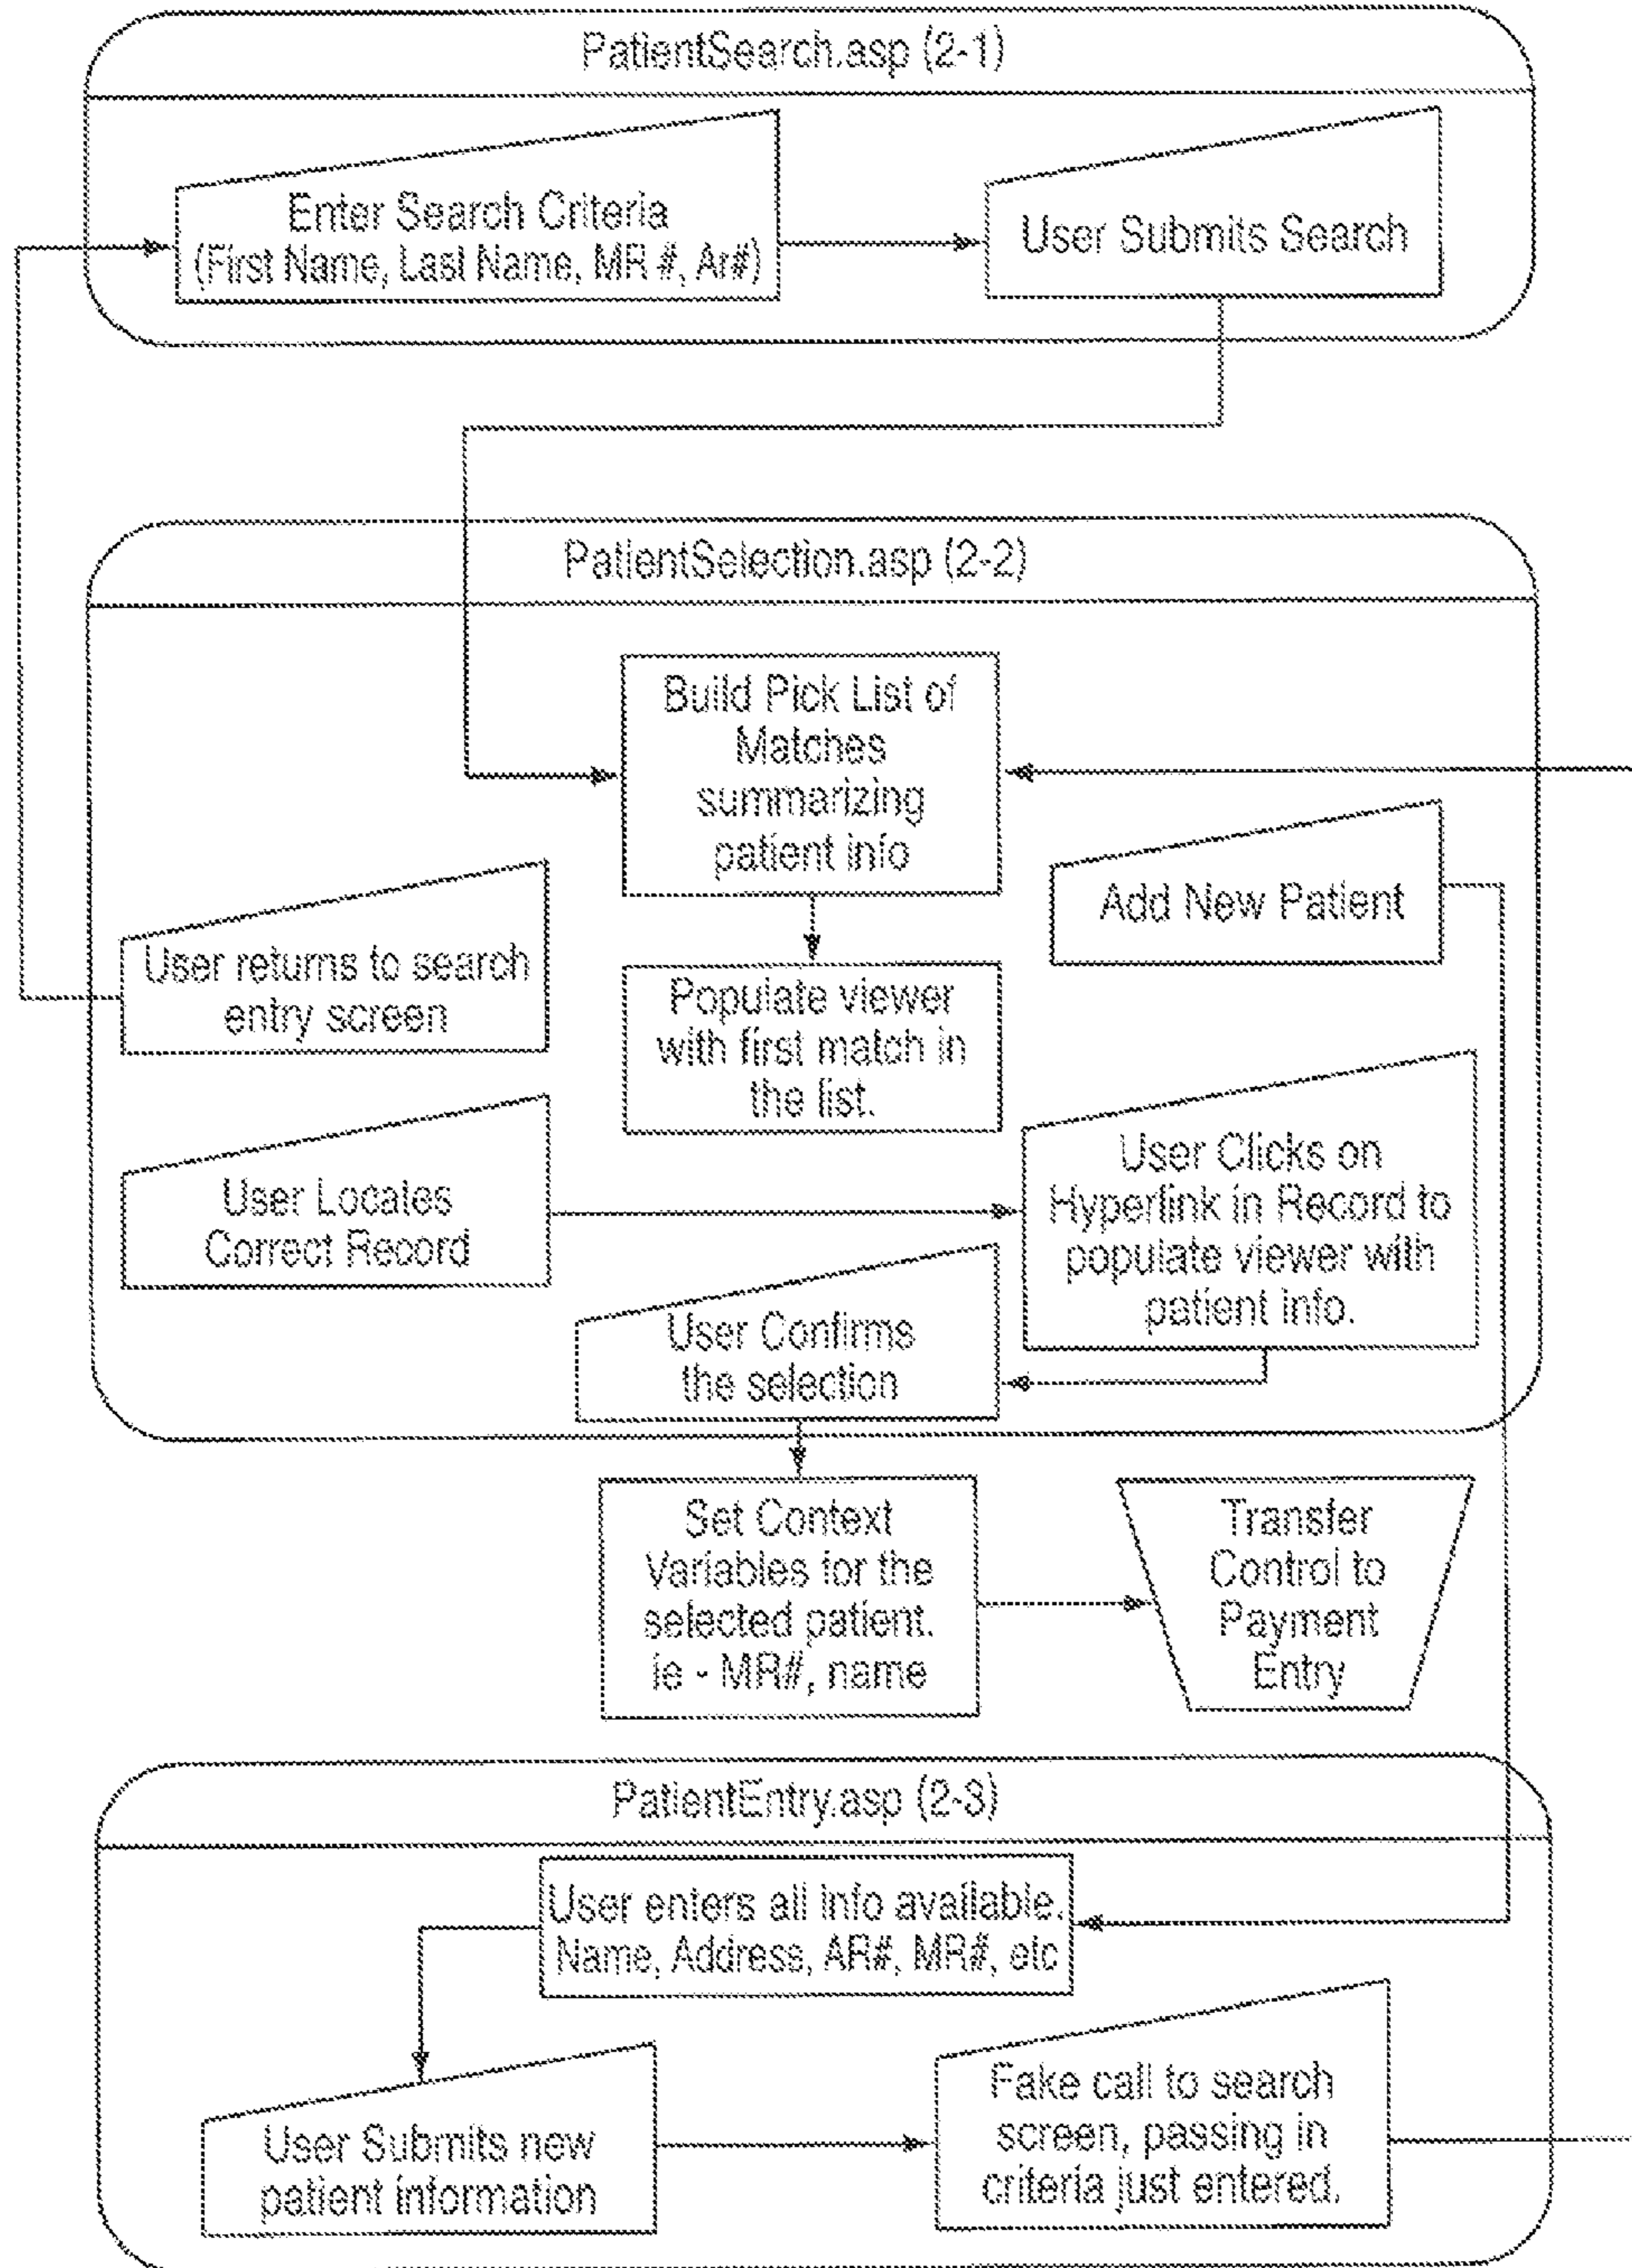 PatientSearch.asp (2-1)
Enter Search Criteria
(First Name, Last Name, MR #, Ar#)
User Submits Search
PatientSelection.asp (2-2)
Build Pick List of
Matches
summarizing
patient info
Add New Patient
User returns to search
entry screen
Populate viewer
with first match in
the list.
User Locates
Correct Record
User Clicks on
Hyperlink in Record to
populate viewer with
patient info.
User Confirms
the selection
Set Context
Variables for the
selected patient.
ie - MR#, name
Transfer
Control to
Payment
Entry
PatientEntry.asp (2-3)
User enters all info available.
Name, Address, AR#, MR#, etc
User Submits new
patient information
Fake call to search
screen, passing in
criteria just entered.